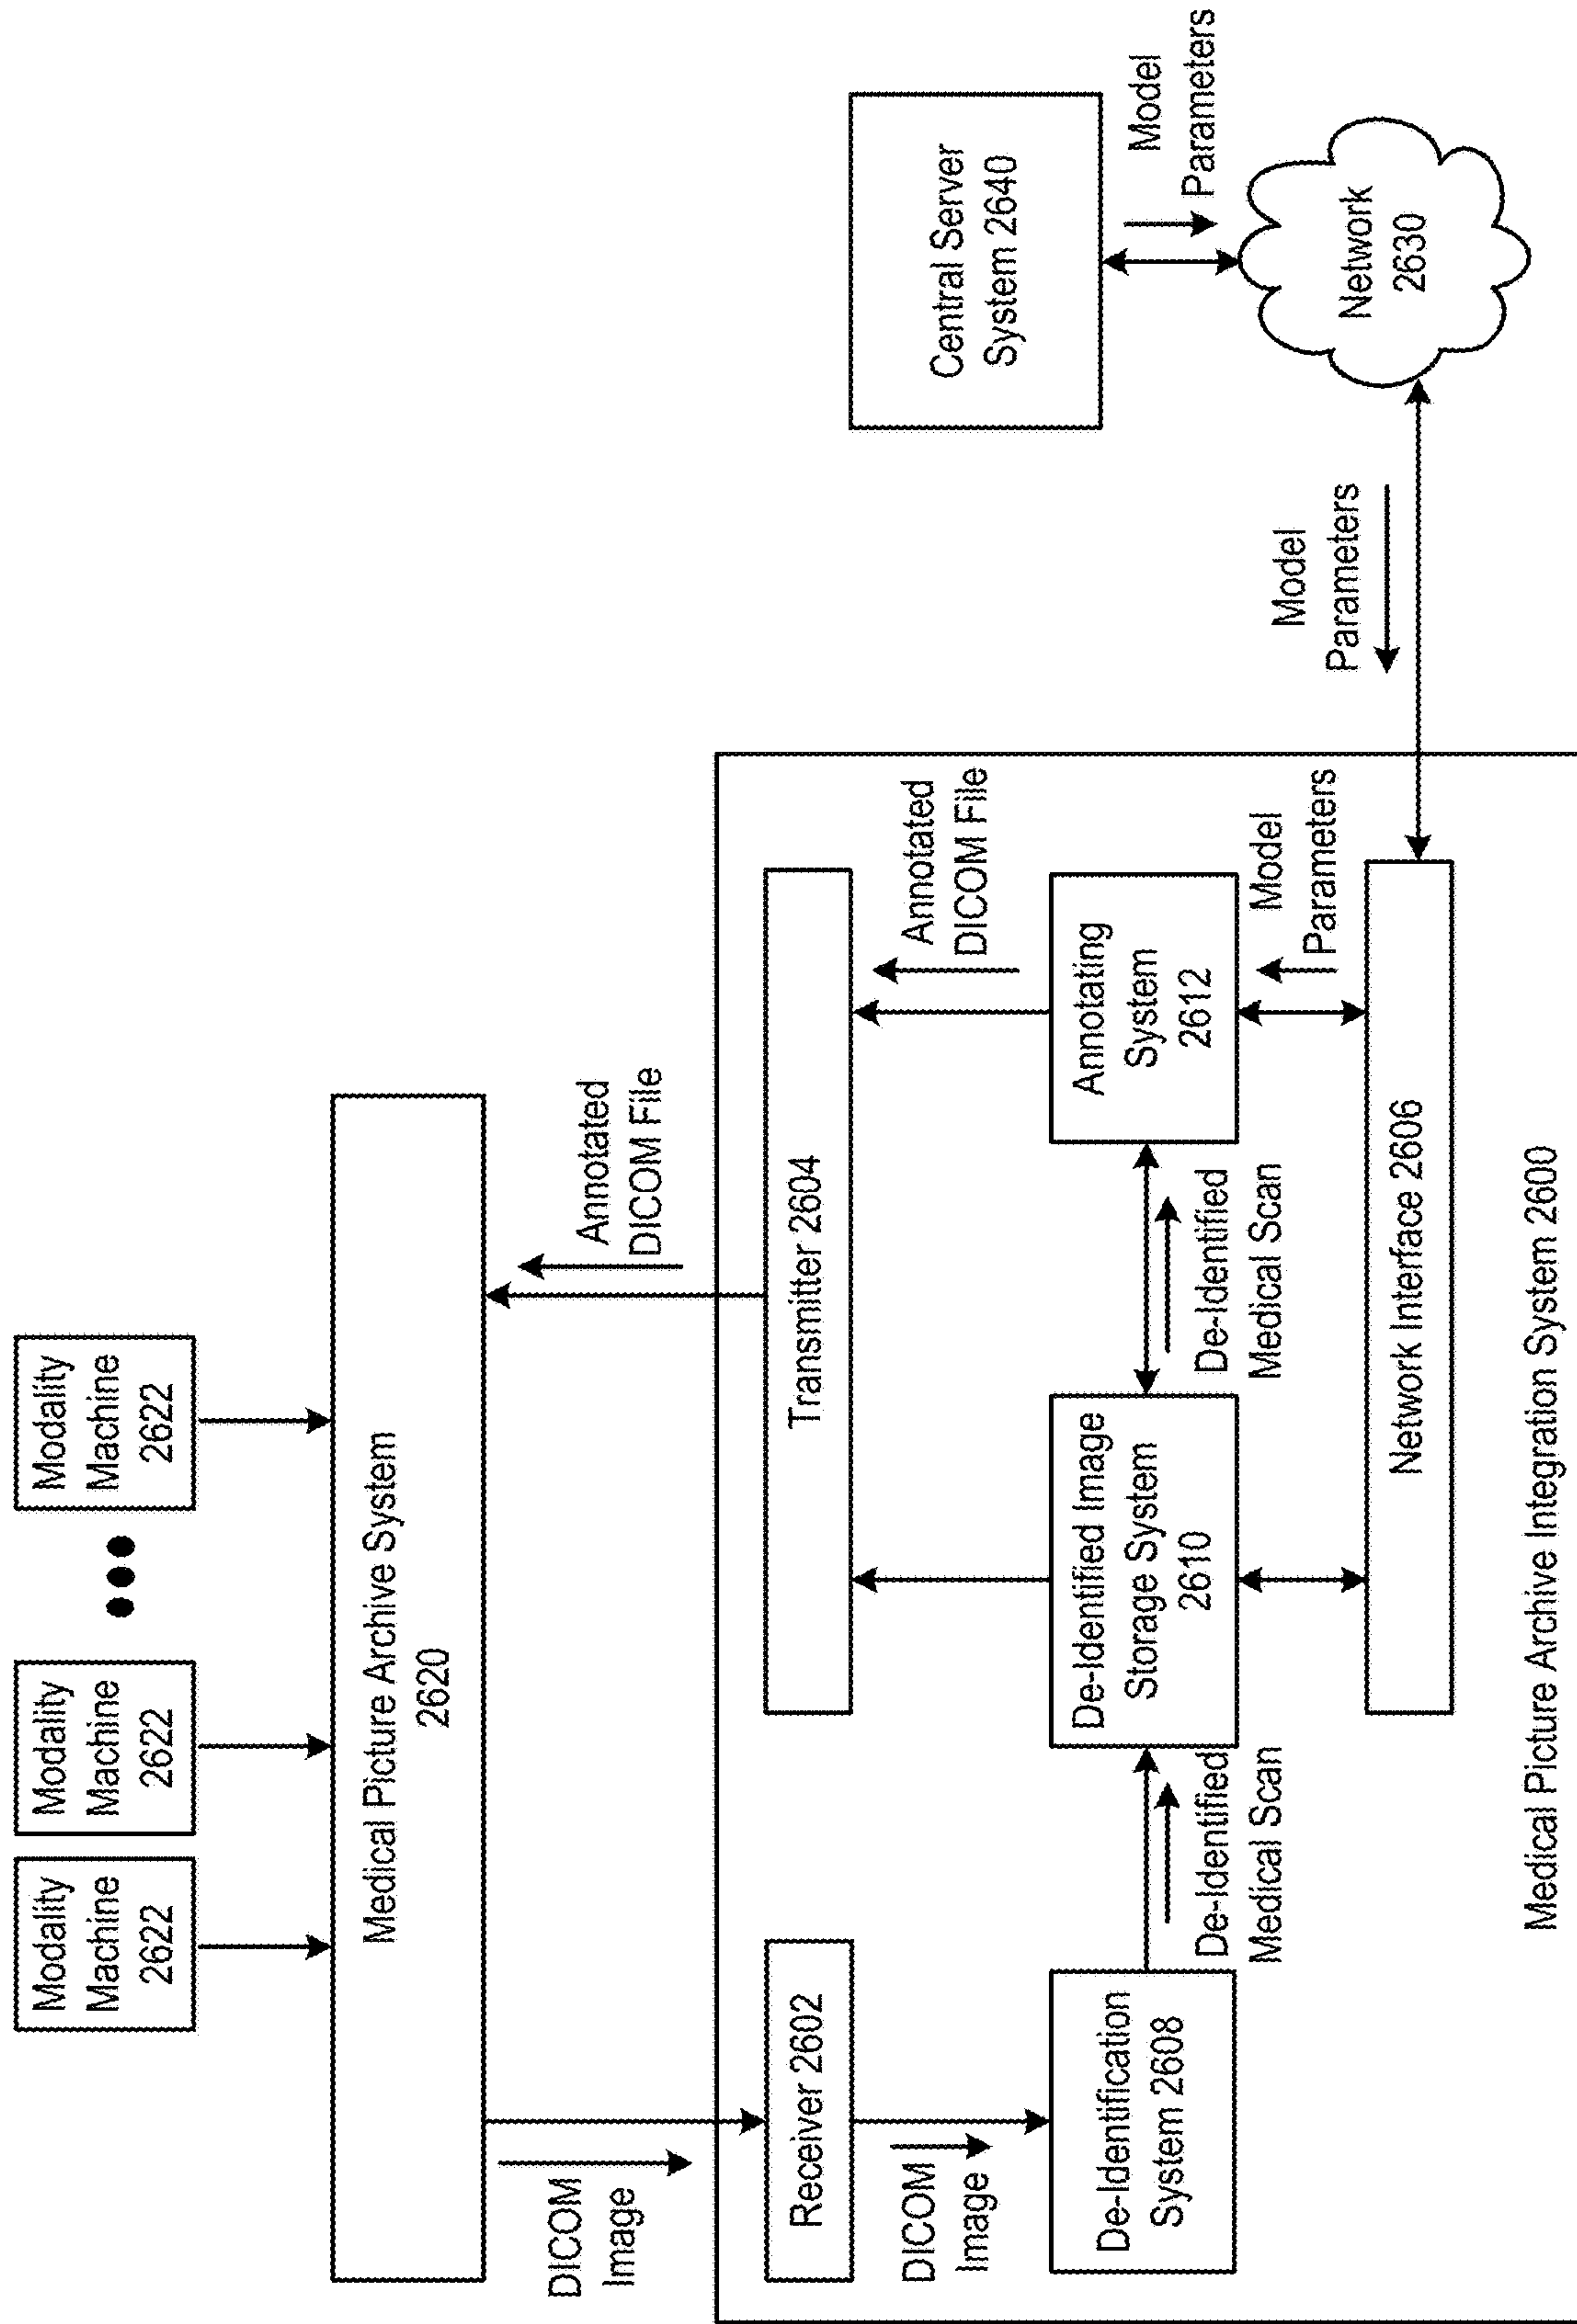 Modality
Machine
2622
Modality
Machine
2622
Modality
Machine
2622
Medical Picture Archive System
2620
DICOM
Image
Annotated
DICOM File
Receiver 2602
Transmitter 2604
DICOM
Image
Annotated
DICOM File
De-Identification
System 2608
De-Identified
Medical Scan
De-Identified Image
Storage System
2610
De-Identified
Medical Scan
Annotating
System
2612
Model
Parameters
Network Interface 2606
Medical Picture Archive Integration System 2600
Model
Parameters
Central Server
System 2640
Model
Parameters
Network
2630